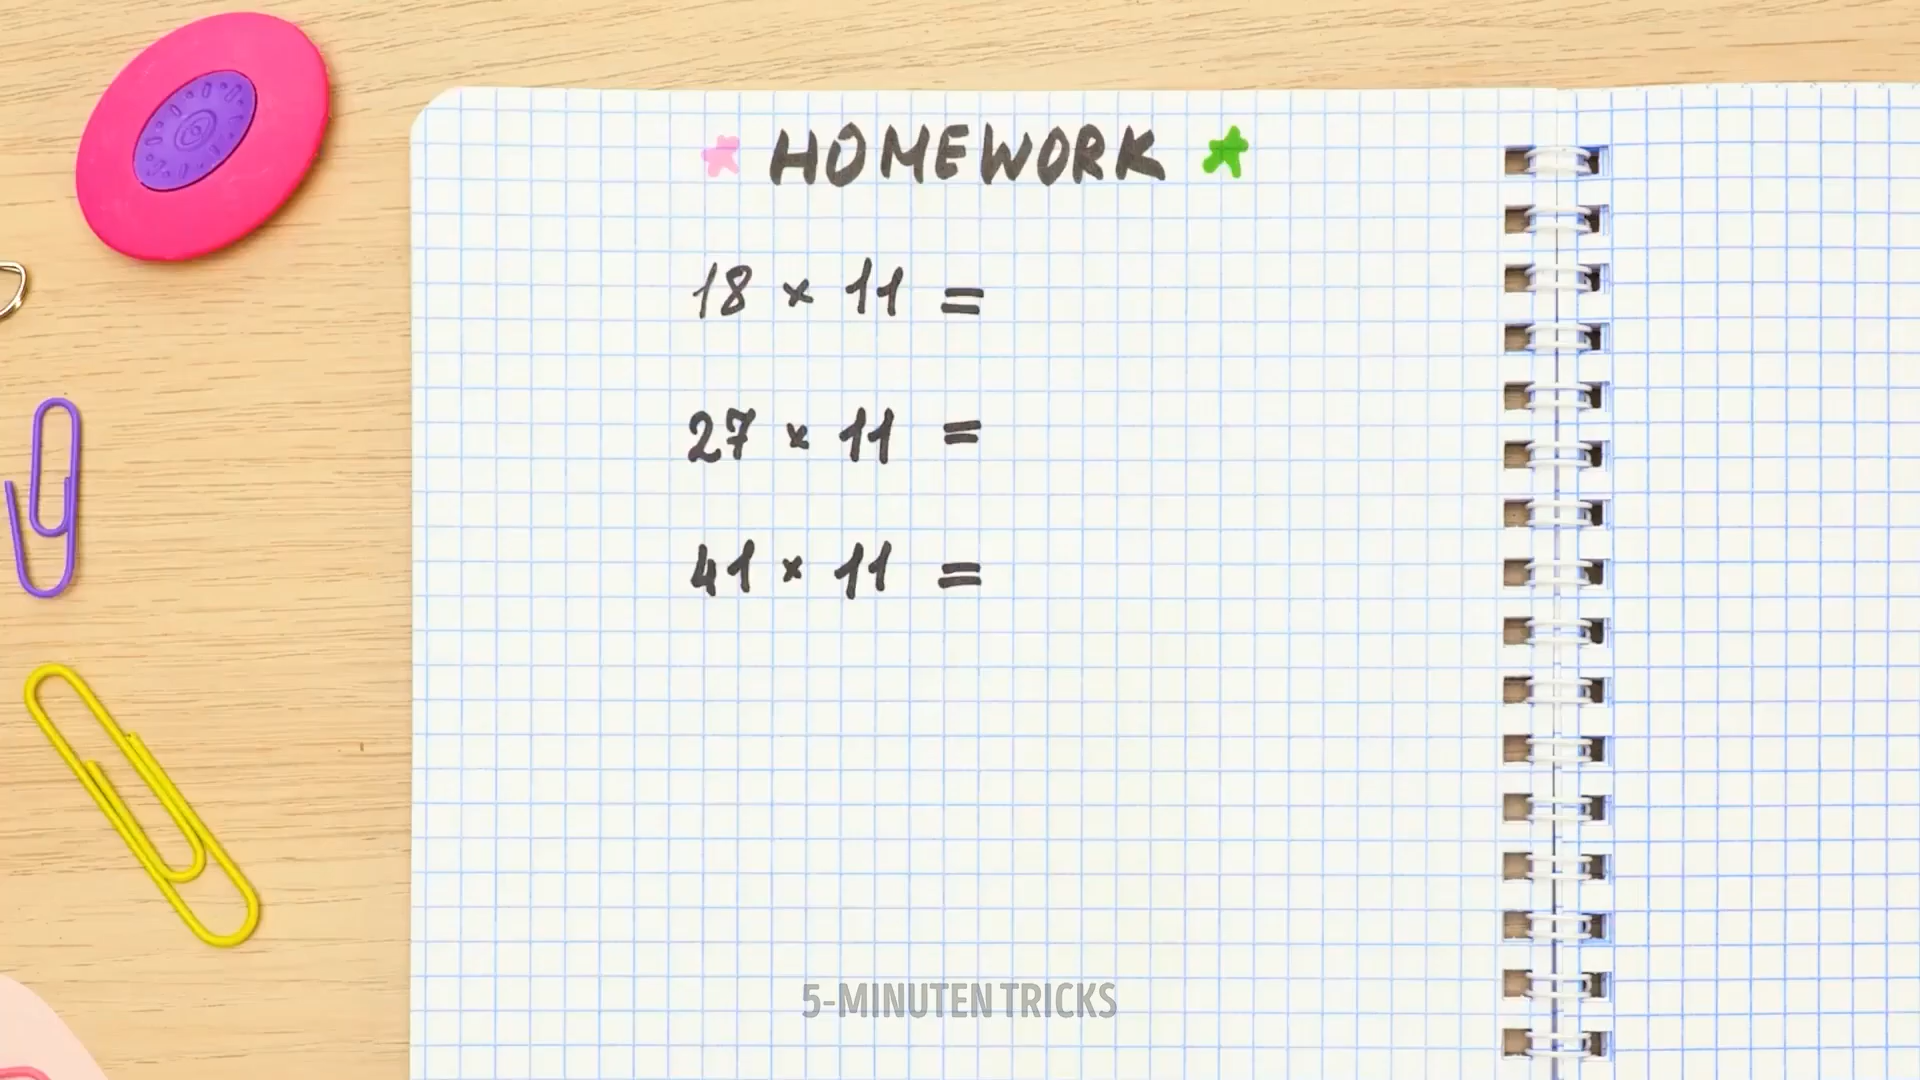 HOMEWORK
18 × 11 =
27 × 11 =
41 × 11 =
5-MINUTEN TRICKS